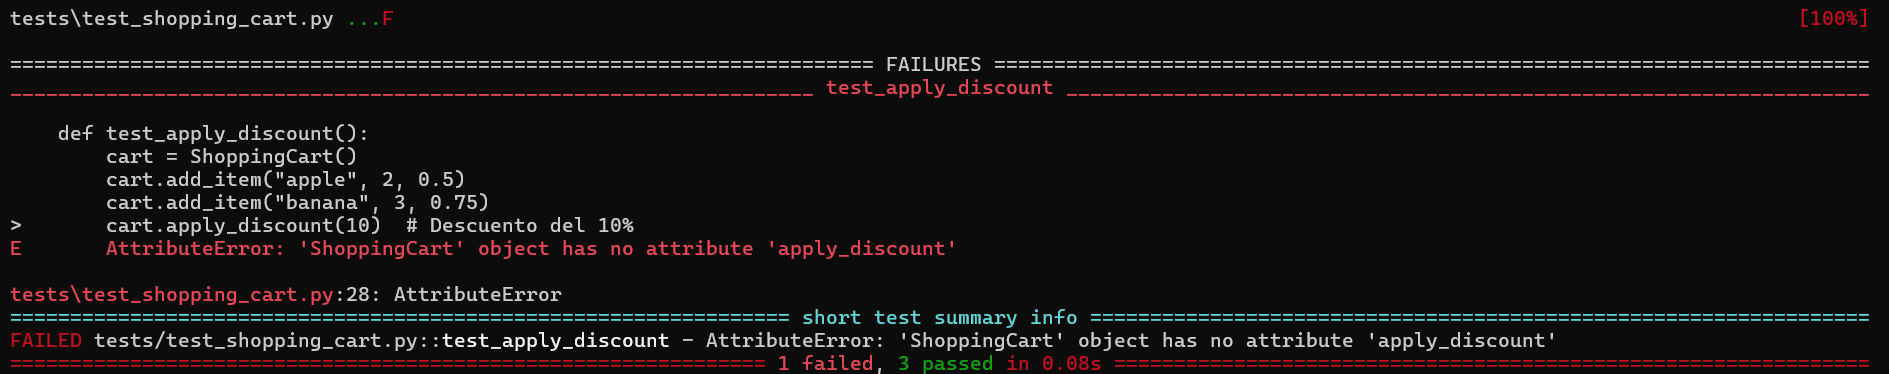 tests\test_shopping_cart.py ...F [100%]
======================================================================== FAILURES =========================================================================
___________________________________________________________________ test_apply_discount ___________________________________________________________________
    def test_apply_discount():
        cart = ShoppingCart()
        cart.add_item("apple", 2, 0.5)
        cart.add_item("banana", 3, 0.75)
>       cart.apply_discount(10)  # Descuento del 10%
E       AttributeError: 'ShoppingCart' object has no attribute 'apply_discount'
tests\test_shopping_cart.py:28: AttributeError
================================================================= short test summary info =================================================================
FAILED tests/test_shopping_cart.py::test_apply_discount - AttributeError: 'ShoppingCart' object has no attribute 'apply_discount'
=============================================================== 1 failed, 3 passed in 0.08s ===============================================================